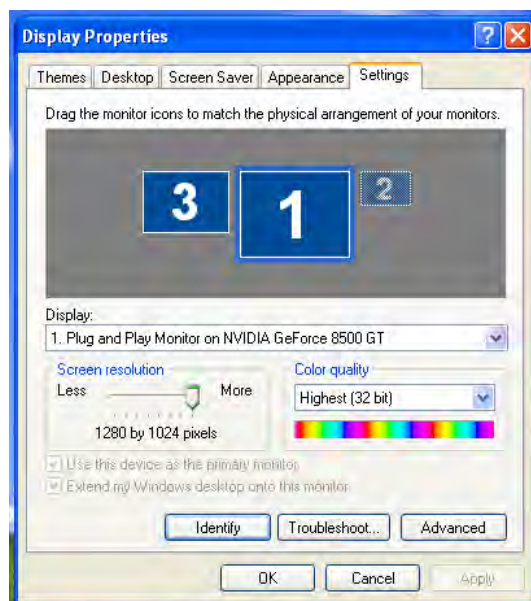 Display Properties
Themes Desktop Screen Saver Appearance Settings
Drag the monitor icons to match the physical arrangement of your monitors.
3 1 2
Display:
1. Plug and Play Monitor on NVIDIA GeForce 8500 GT
Screen resolution Color quality
Less More Highest (32 bit)
1280 by 1024 pixels
Use this device as the primary monitor.
Extend my Windows desktop onto this monitor.
Identify Troubleshoot... Advanced
OK Cancel Apply